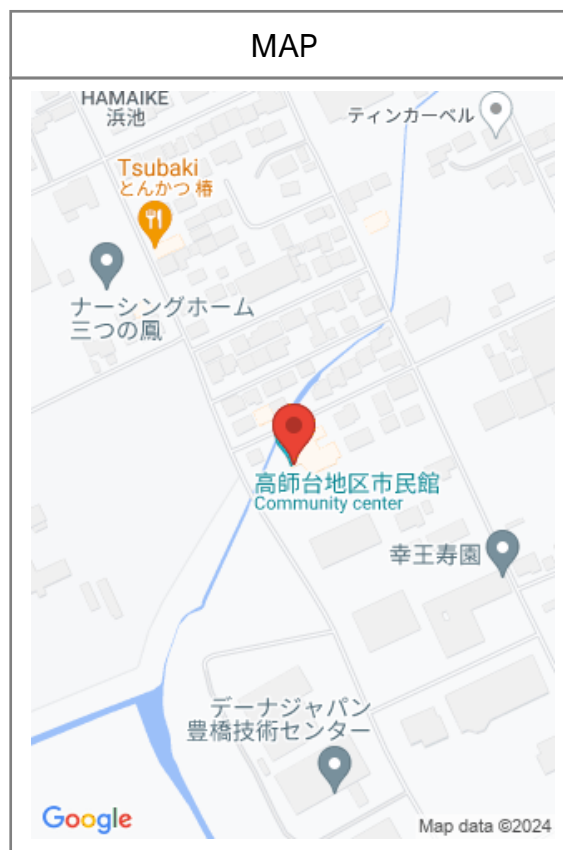 MAP
HAMAIKE
浜池
ティンカーベル
Tsubaki
とんかつ 椿
ナーシングホーム
三つの鳳
高師台地区市民館
Community center
幸王寿園
デーナジャパン
豊橋技術センター
Google
Map data ©2024